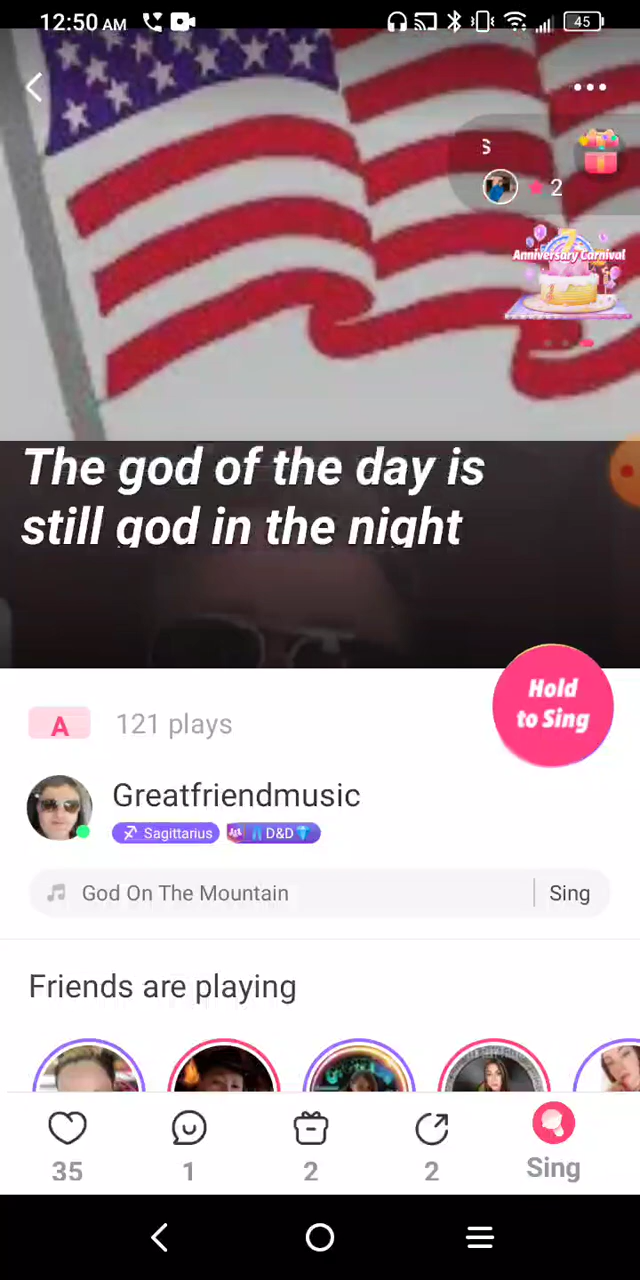 12:50 AM
45
S
2
7
Anniversary Carnival
The god of the day is
still god in the night
Hold
to Sing
A
121 plays
Greatfriendmusic
Sagittarius
D&D
God On The Mountain
Sing
Friends are playing
35
1
2
2
Sing